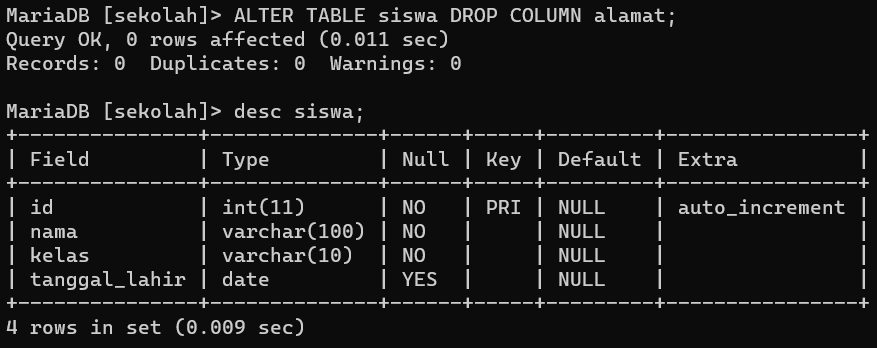 MariaDB [sekolah]> ALTER TABLE siswa DROP COLUMN alamat;
Query OK, 0 rows affected (0.011 sec)
Records: 0  Duplicates: 0  Warnings: 0

MariaDB [sekolah]> desc siswa;
+---------------+--------------+------+-----+---------+----------------+
| Field         | Type         | Null | Key | Default | Extra          |
+---------------+--------------+------+-----+---------+----------------+
| id            | int(11)      | NO   | PRI | NULL    | auto_increment |
| nama          | varchar(100) | NO   |     | NULL    |                |
| kelas         | varchar(10)  | NO   |     | NULL    |                |
| tanggal_lahir | date         | YES  |     | NULL    |                |
+---------------+--------------+------+-----+---------+----------------+
4 rows in set (0.009 sec)